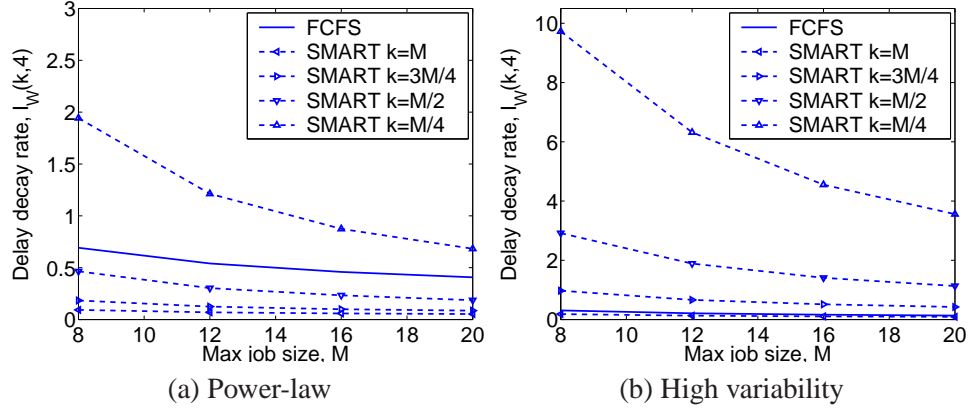 3
2.5
2
1.5
1
0.5
0
8 10 12 14 16 18 20
Delay decay rate, I_W(k,4)
Max job size, M
FCFS
SMART k=M
SMART k=3M/4
SMART k=M/2
SMART k=M/4
(a) Power-law
10
8
6
4
2
0
8 10 12 14 16 18 20
Delay decay rate, I_W(k,4)
Max job size, M
FCFS
SMART k=M
SMART k=3M/4
SMART k=M/2
SMART k=M/4
(b) High variability